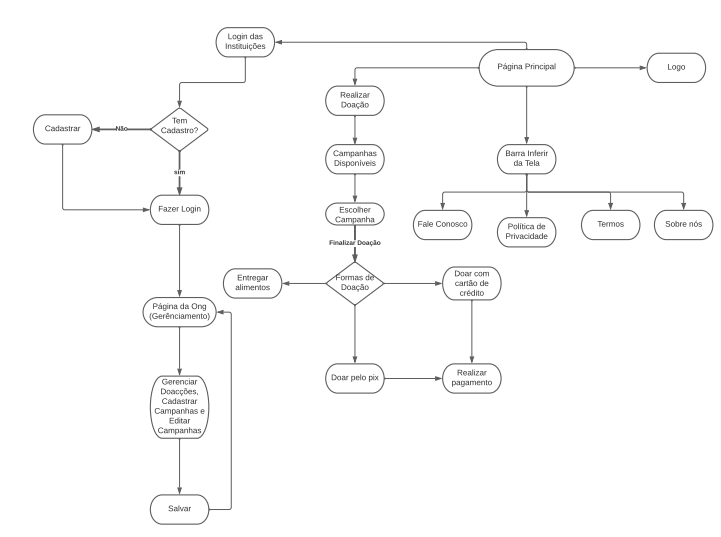 Login das
Instituições
Página Principal
Logo
Realizar
Doação
Tem
Cadastro?
Cadastrar
Não
sim
Campanhas
Disponíveis
Barra Inferir
da Tela
Fazer Login
Escolher
Campanha
Fale Conosco
Política de
Privacidade
Termos
Sobre nós
Finalizar Doação
Entregar
alimentos
Formas de
Doação
Doar com
cartão de
crédito
Página da Ong
(Gerênciamento)
Doar pelo pix
Realizar
pagamento
Gerenciar
Doacções,
Cadastrar
Campanhas e
Editar
Campanhas
Salvar